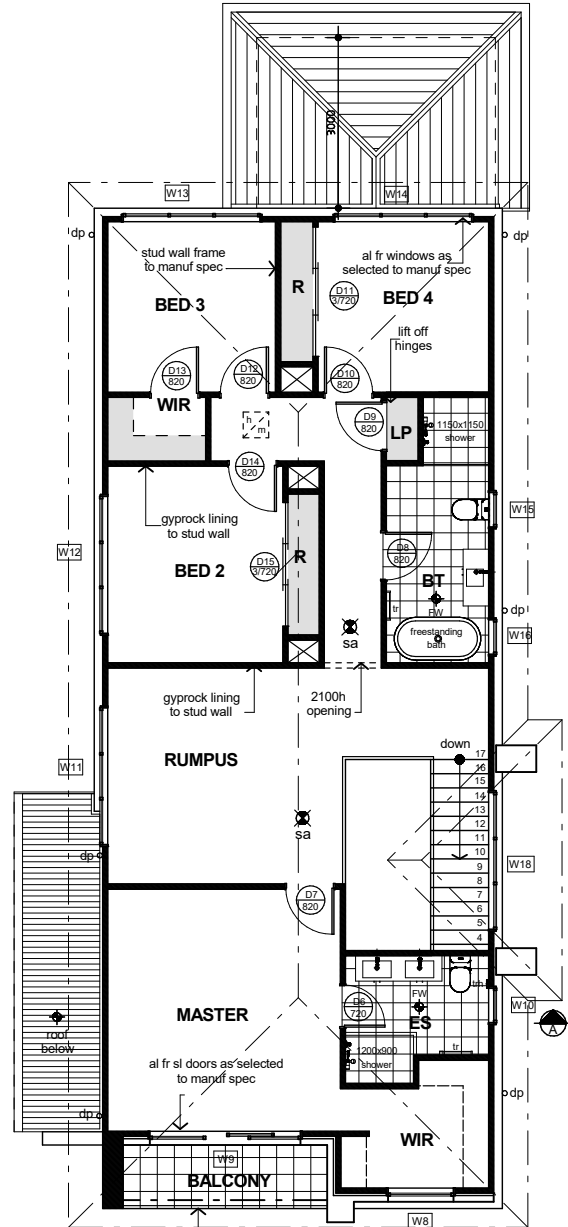 3000
W13
W14
dp
dp
stud wall frame
to manuf spec
al fr windows as
selected to manuf spec
R
D11
3/720
BED 3
BED 4
lift off
hinges
D13
820
D12
820
D10
820
WIR
h
m
D9
820
LP
1150x1150
shower
D14
820
gyprock lining
to stud wall
W15
W12
D8
820
BED 2
D15
3/720
R
BT
tr
FW
dp
freestanding
bath
W16
sa
gyprock lining
to stud wall
2100h
opening
down
17
16
15
14
13
12
11
10
9
8
7
6
5
4
W11
RUMPUS
sa
dp
W18
D7
820
MASTER
D6
720
FW
trh
ES
W10
A
roof
below
1200x900
shower
tr
al fr sl doors as selected
to manuf spec
dp
dp
WIR
W9
BALCONY
W8